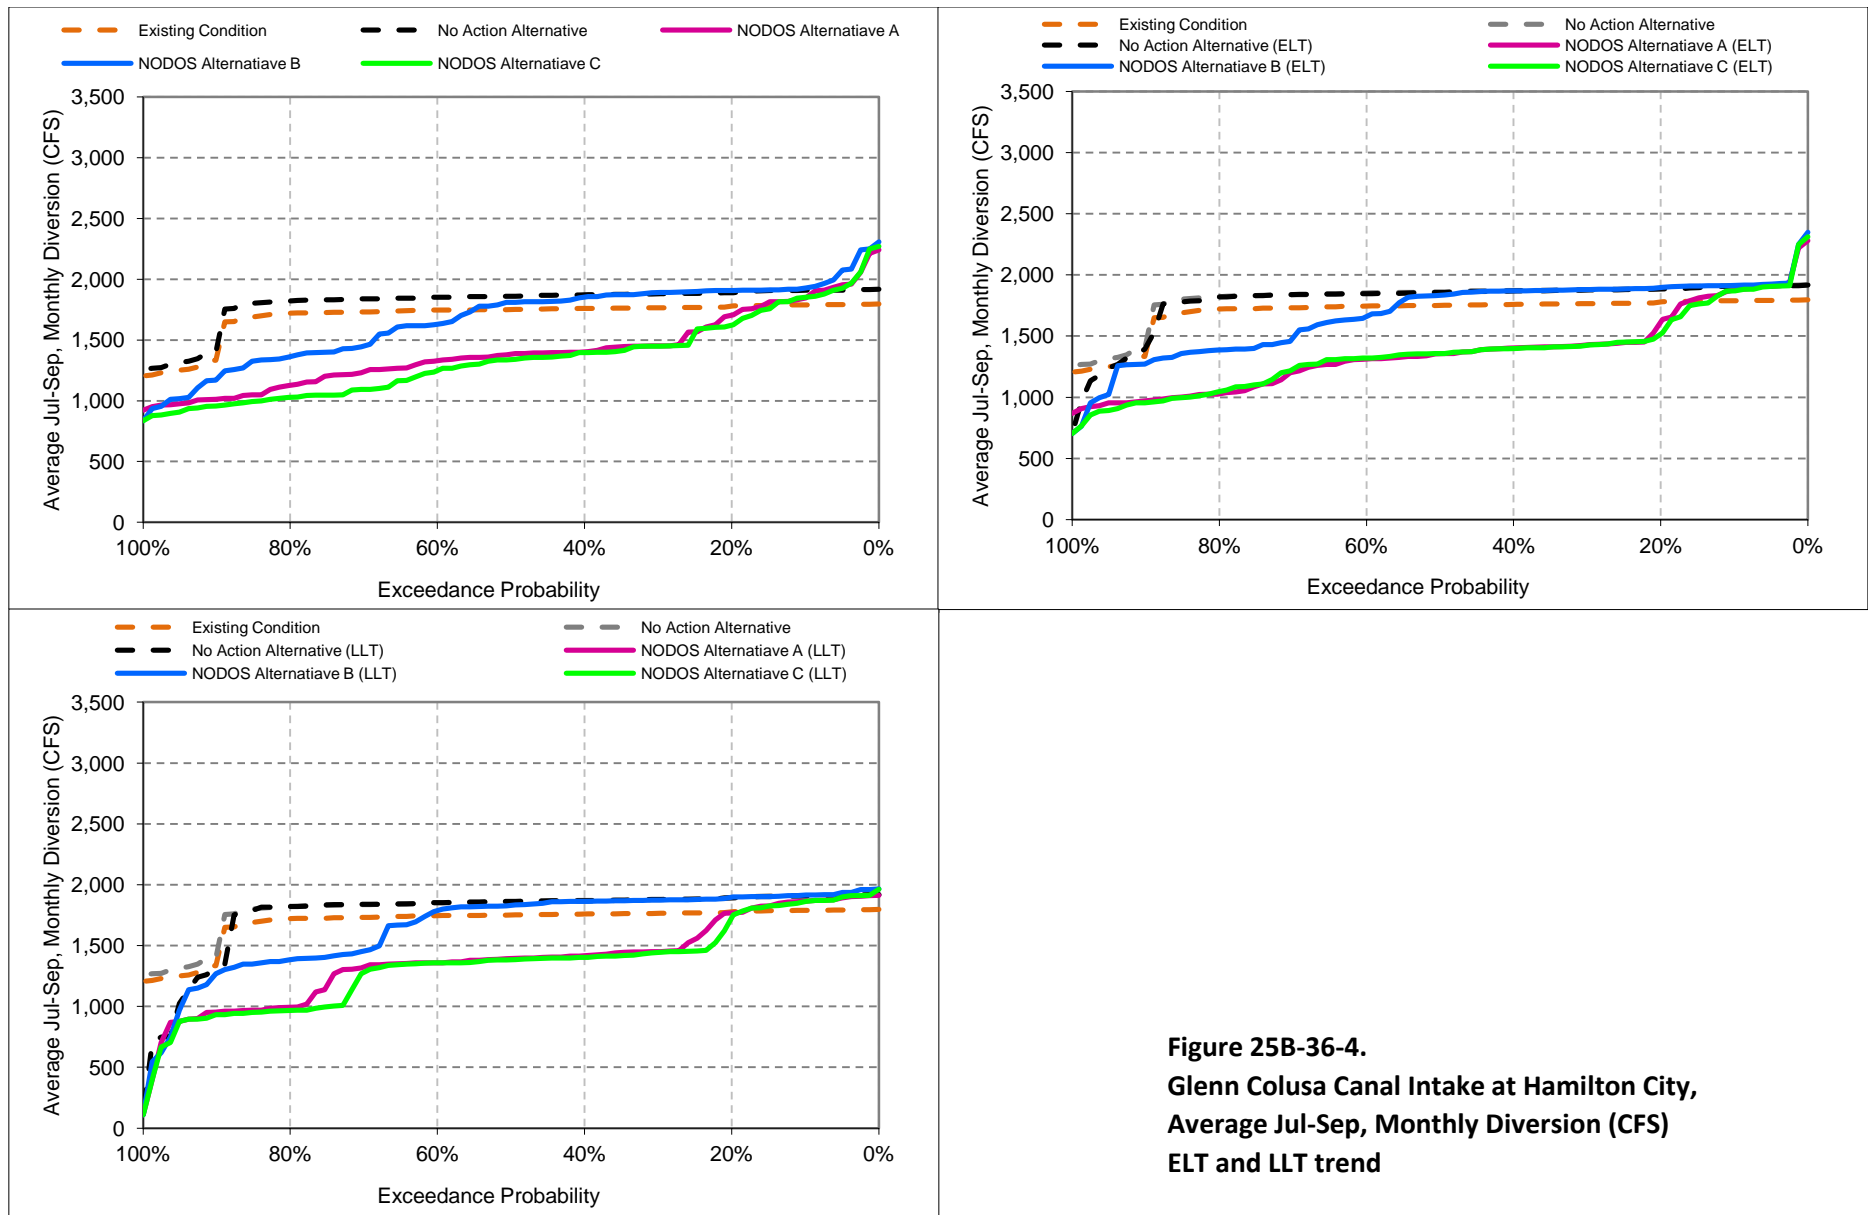 Existing Condition No Action Alternative NODOS Alternatiave A
NODOS Alternatiave B NODOS Alternatiave C
Average Jul-Sep, Monthly Diversion (CFS)
3,500
3,000
2,500
2,000
1,500
1,000
500
0
100% 80% 60% 40% 20% 0%
Exceedance Probability
Existing Condition No Action Alternative
No Action Alternative (ELT) NODOS Alternatiave A (ELT)
NODOS Alternatiave B (ELT) NODOS Alternatiave C (ELT)
Average Jul-Sep, Monthly Diversion (CFS)
3,500
3,000
2,500
2,000
1,500
1,000
500
0
100% 80% 60% 40% 20% 0%
Exceedance Probability
Existing Condition No Action Alternative
No Action Alternative (LLT) NODOS Alternatiave A (LLT)
NODOS Alternatiave B (LLT) NODOS Alternatiave C (LLT)
Average Jul-Sep, Monthly Diversion (CFS)
3,500
3,000
2,500
2,000
1,500
1,000
500
0
100% 80% 60% 40% 20% 0%
Exceedance Probability
Figure 25B-36-4.
Glenn Colusa Canal Intake at Hamilton City,
Average Jul-Sep, Monthly Diversion (CFS)
ELT and LLT trend